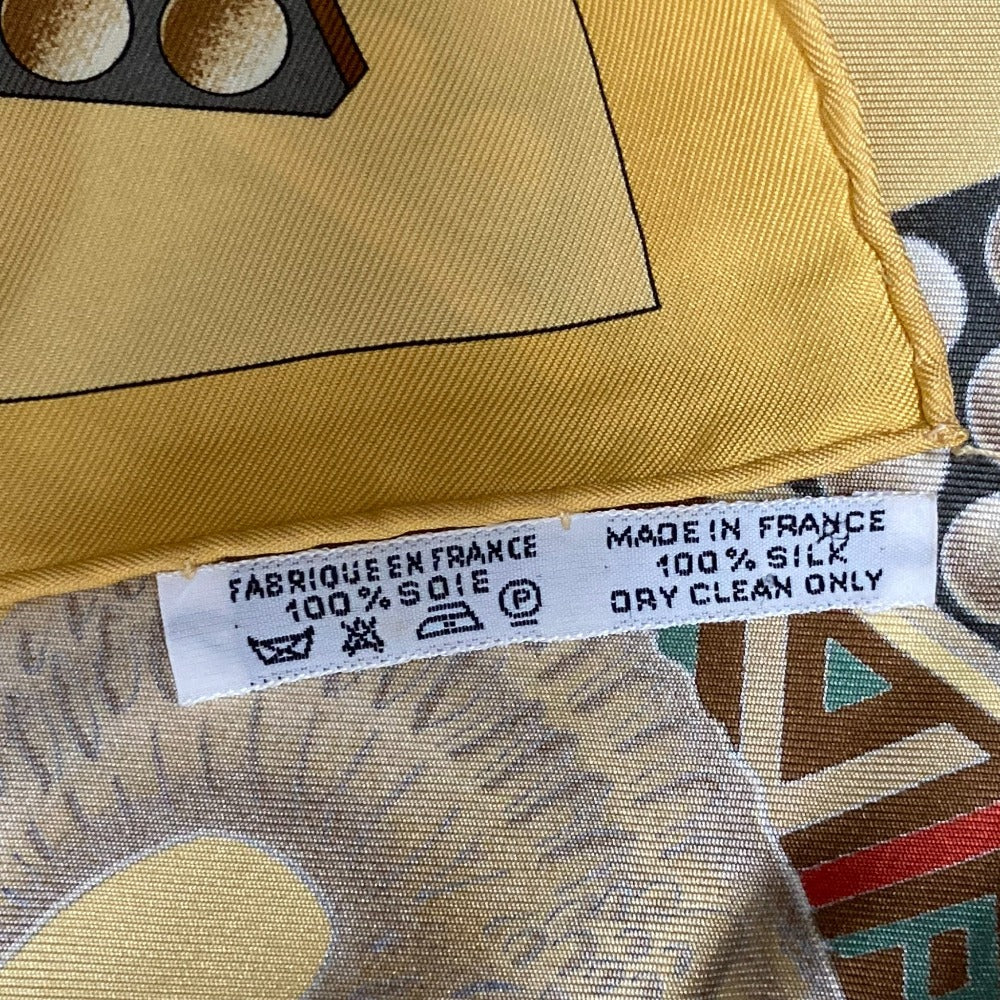 FABRIQUE EN FRANCE
100% SOIE
P
MADE IN FRANCE
100% SILK
DRY CLEAN ONLY